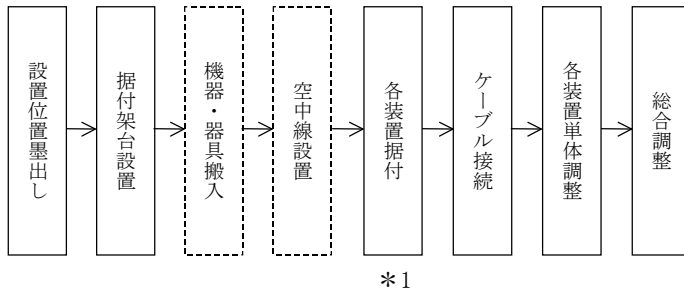 設置位置墨出し
据付架台設置
機器・器具搬入
空中線設置
各装置据付
ケーブル接続
各装置単体調整
総合調整
＊1